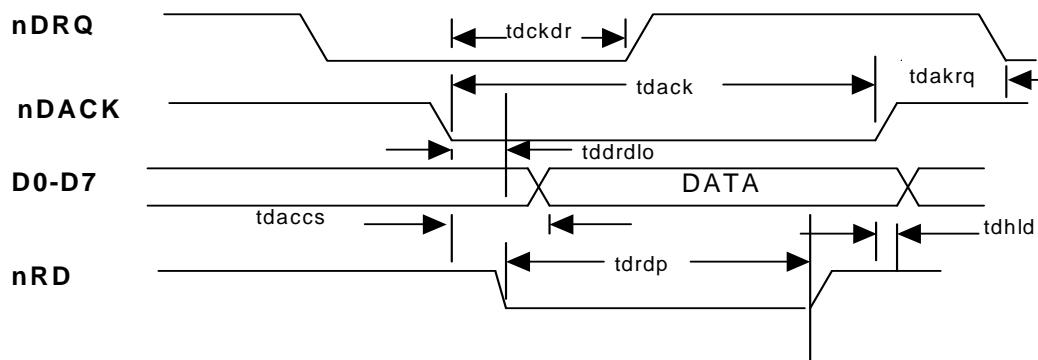 nDRQ
tdckdr
tdack
tdakrq
nDACK
tddrdlo
D0-D7
DATA
tdaccs
tdhld
tdrdp
nRD